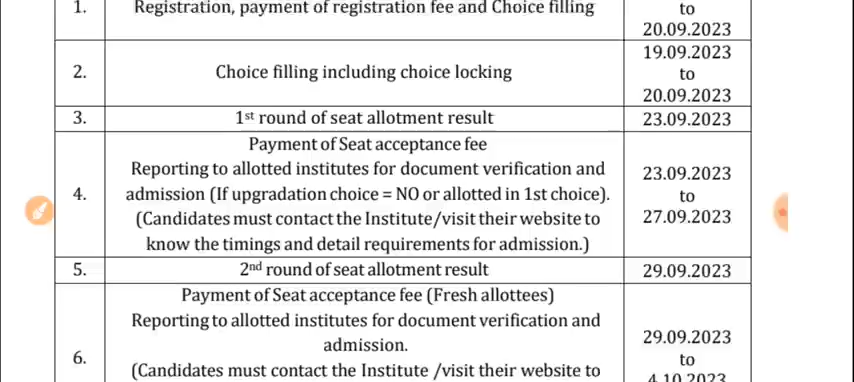 1.
Registration, payment of registration fee and Choice filling
to
20.09.2023
2.
Choice filling including choice locking
19.09.2023
to
20.09.2023
3.
1st round of seat allotment result
23.09.2023
4.
Payment of Seat acceptance fee
Reporting to allotted institutes for document verification and
admission (If upgradation choice = NO or allotted in 1st choice).
(Candidates must contact the Institute/visit their website to
know the timings and detail requirements for admission.)
23.09.2023
to
27.09.2023
5.
2nd round of seat allotment result
29.09.2023
6.
Payment of Seat acceptance fee (Fresh allottees)
Reporting to allotted institutes for document verification and
admission.
(Candidates must contact the Institute /visit their website to
29.09.2023
to
4.10.2023